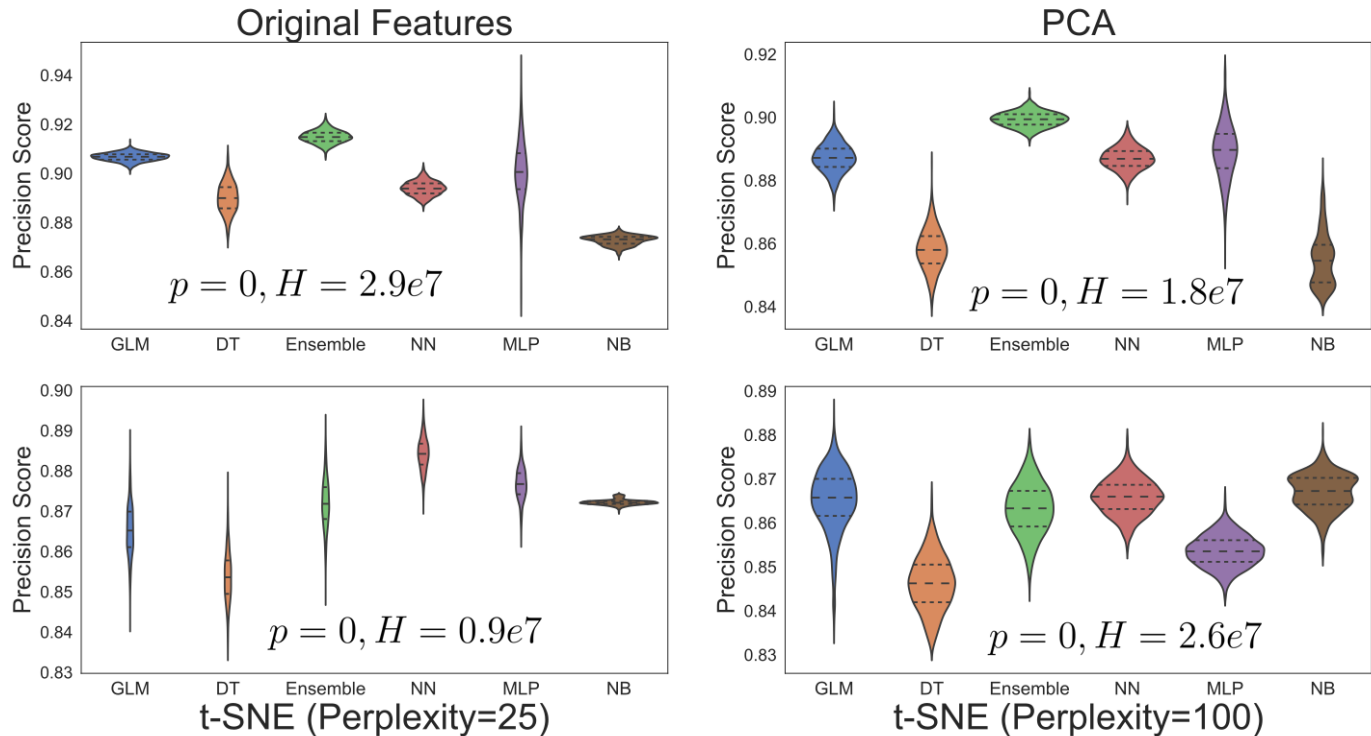 Original Features
Precision Score
0.94
0.92
0.90
0.88
0.86
0.84
p = 0, H = 2.9e7
GLM DT Ensemble NN MLP NB
PCA
Precision Score
0.92
0.90
0.88
0.86
0.84
p = 0, H = 1.8e7
GLM DT Ensemble NN MLP NB
Precision Score
0.90
0.89
0.88
0.87
0.86
0.85
0.84
0.83
p = 0, H = 0.9e7
GLM DT Ensemble NN MLP NB
t-SNE (Perplexity=25)
Precision Score
0.89
0.88
0.87
0.86
0.85
0.84
0.83
p = 0, H = 2.6e7
GLM DT Ensemble NN MLP NB
t-SNE (Perplexity=100)